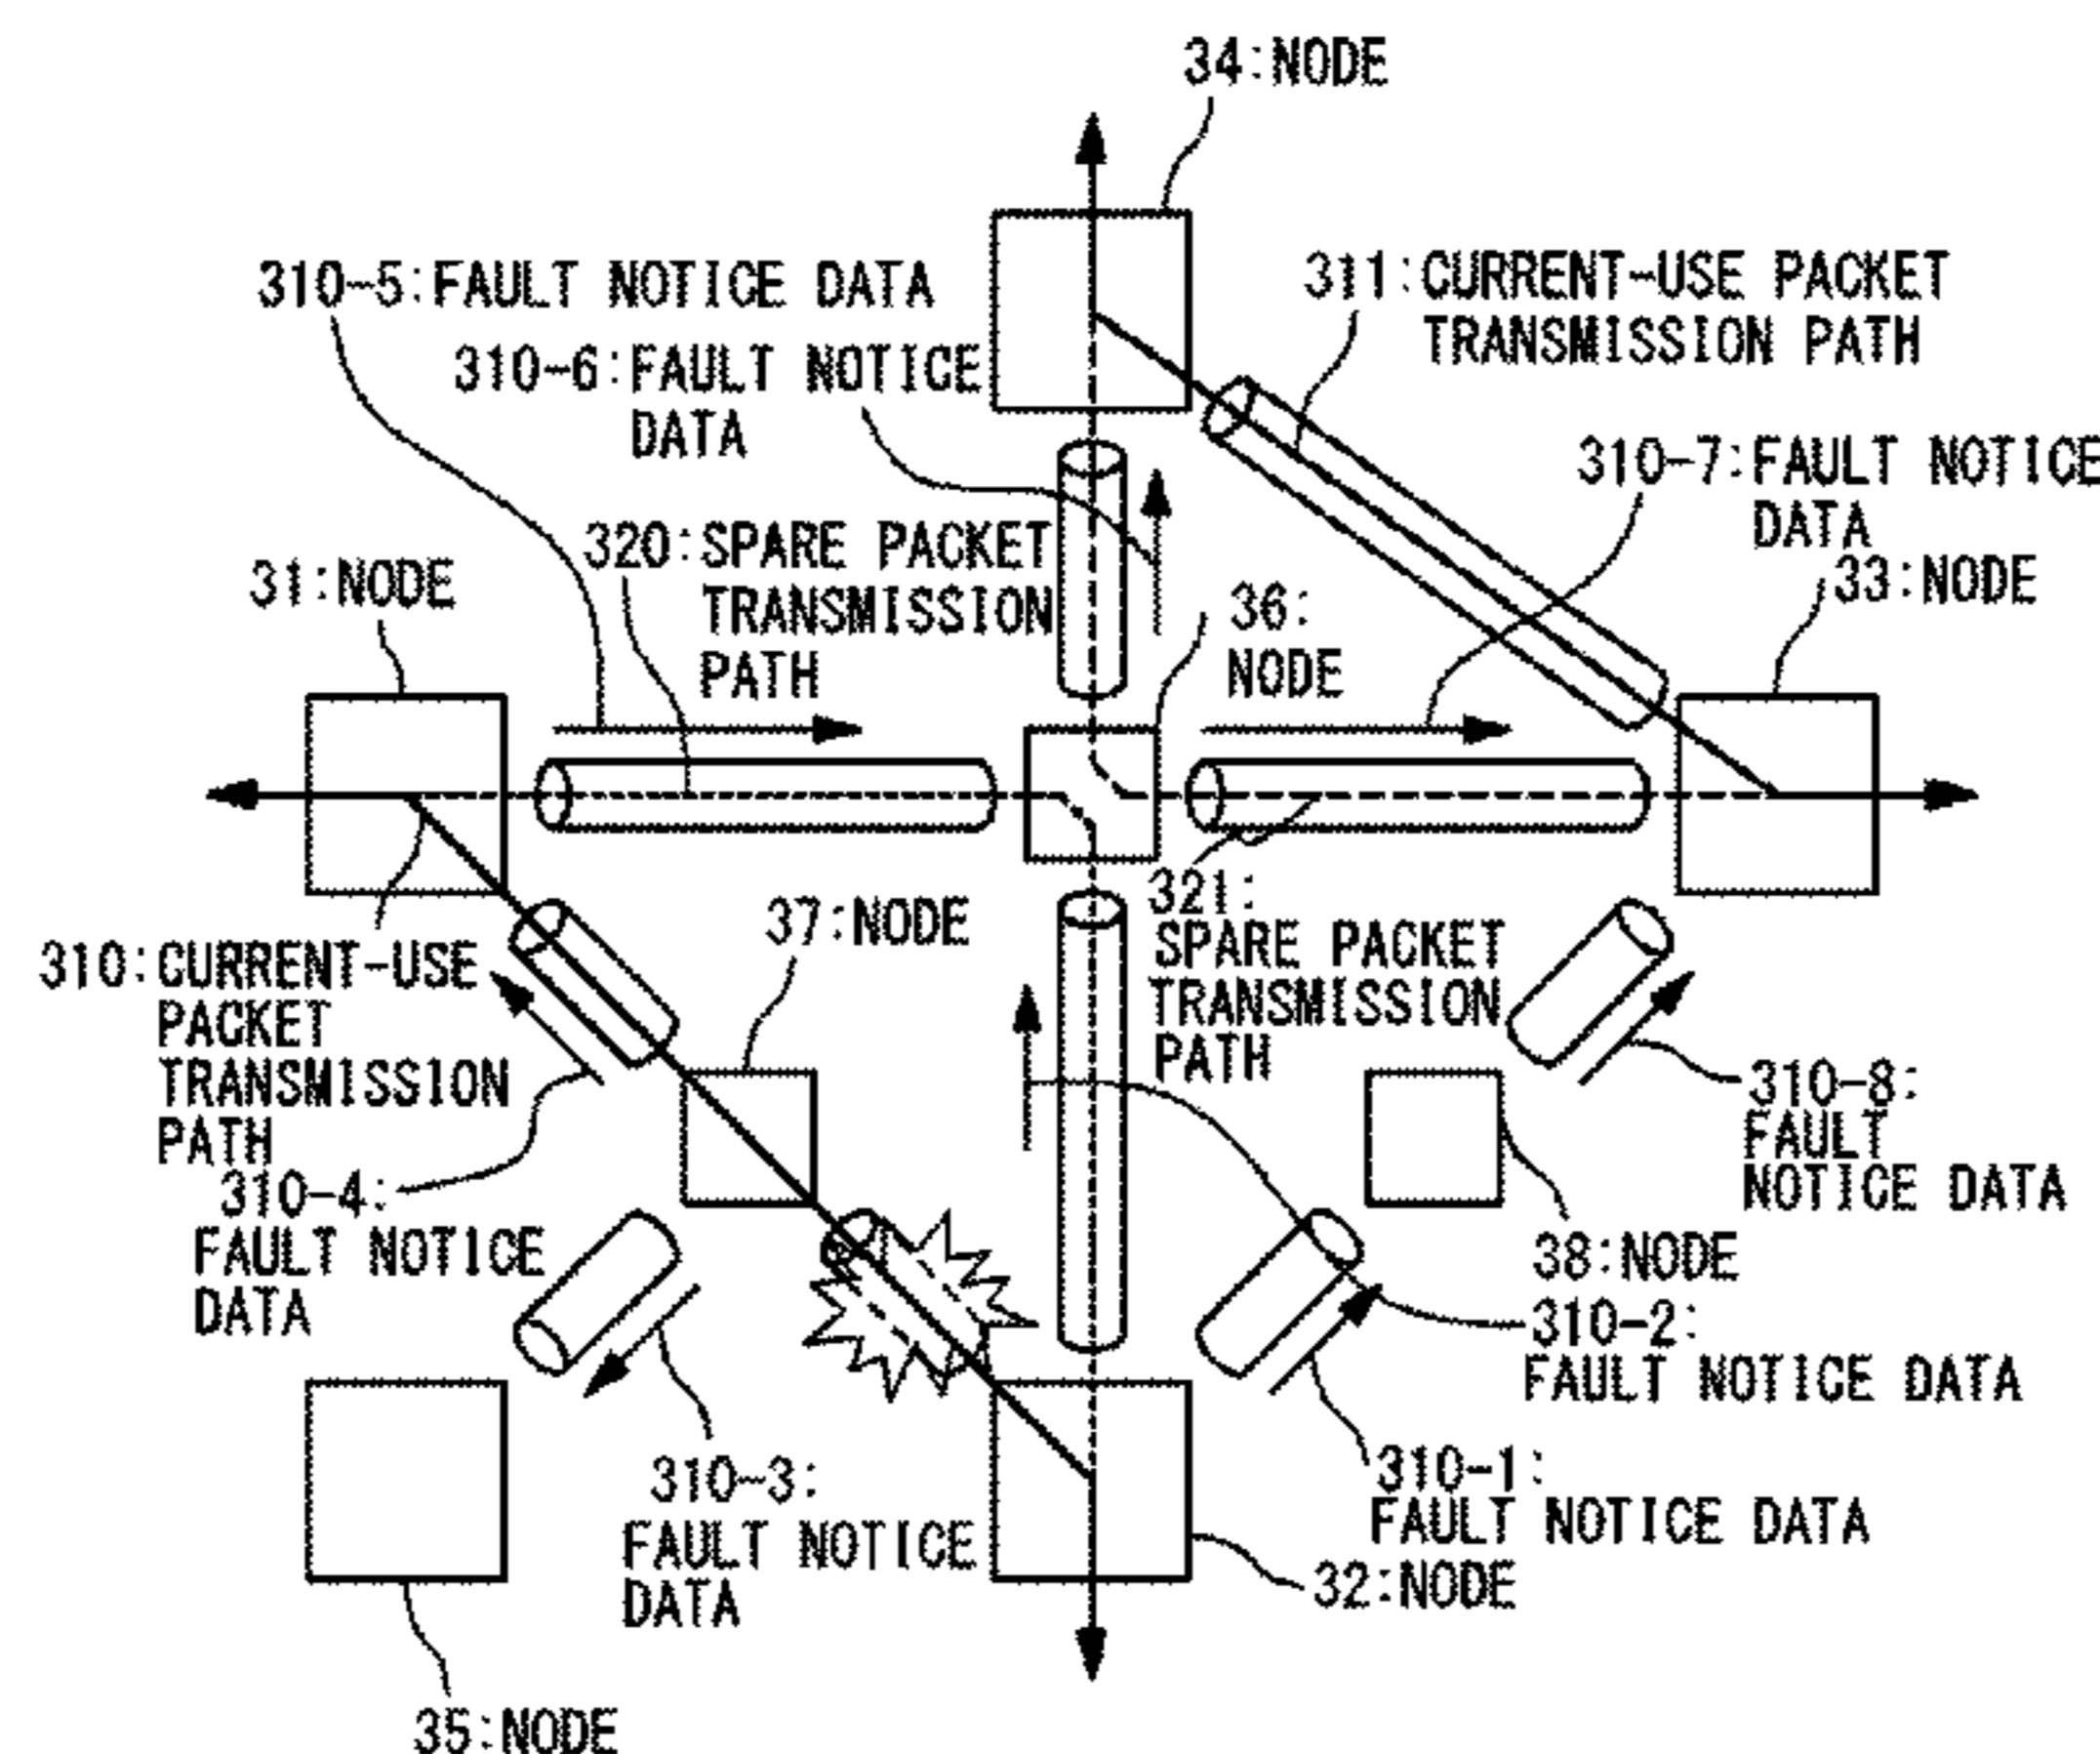 34:NODE
310-5:FAULT NOTICE DATA
311:CURRENT-USE PACKET
TRANSMISSION PATH
310-6:FAULT NOTICE
DATA
310-7:FAULT NOTICE
DATA
320:SPARE PACKET
TRANSMISSION
PATH
31:NODE
36:
NODE
33:NODE
37:NODE
321:
SPARE PACKET
TRANSMISSION
PATH
310:CURRENT-USE
PACKET
TRANSMISSION
PATH
310-8:
FAULT
NOTICE DATA
310-4:
FAULT NOTICE
DATA
38:NODE
310-2:
FAULT NOTICE DATA
310-3:
FAULT NOTICE
DATA
310-1:
FAULT NOTICE DATA
32:NODE
35:NODE